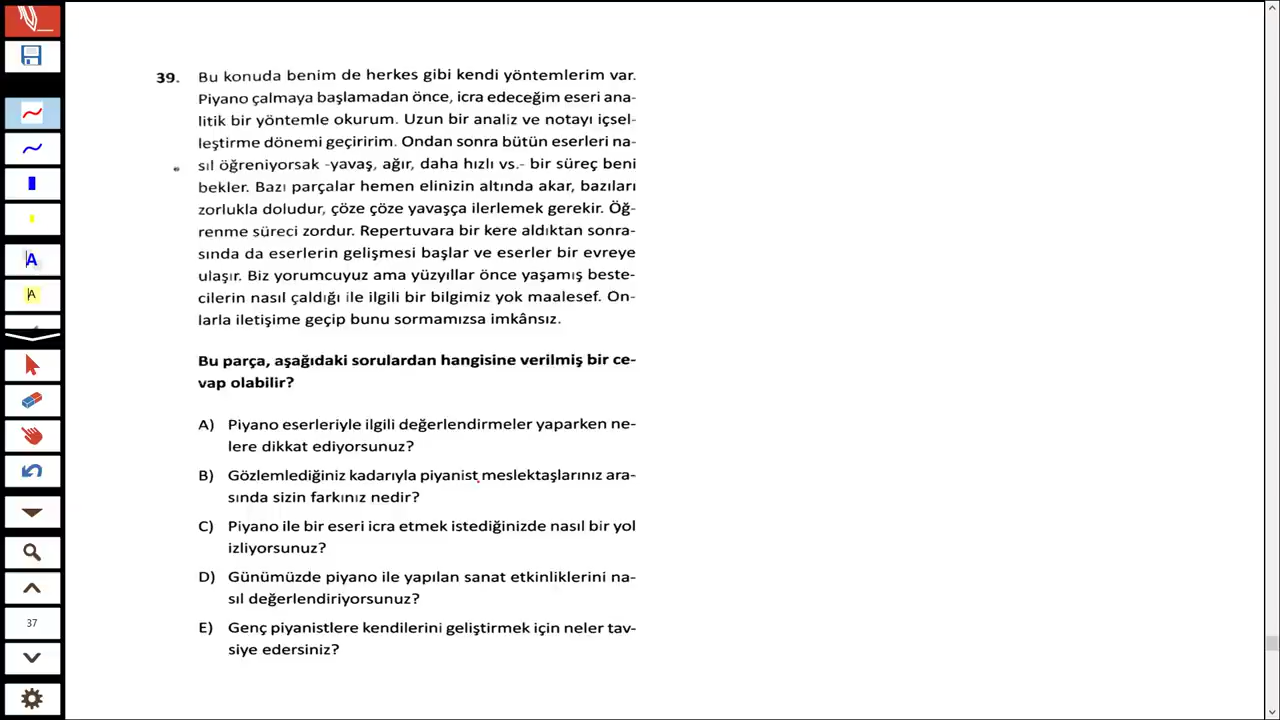 39. Bu konuda benim de herkes gibi kendi yöntemlerim var.
Piyano çalmaya başlamadan önce, icra edeceğim eseri ana-
litik bir yöntemle okurum. Uzun bir analiz ve notayı içsel-
leştirme dönemi geçiririm. Ondan sonra bütün eserleri na-
sıl öğreniyorsak -yavaş, ağır, daha hızlı vs.- bir süreç beni
bekler. Bazı parçalar hemen elinizin altında akar, bazıları
zorlukla doludur, çöze çöze yavaşça ilerlemek gerekir. Öğ-
renme süreci zordur. Repertuvara bir kere aldıktan sonra-
sında da eserlerin gelişmesi başlar ve eserler bir evreye
ulaşır. Biz yorumcuyuz ama yüzyıllar önce yaşamış beste-
cilerin nasıl çaldığı ile ilgili bir bilgimiz yok maalesef. On-
larla iletişime geçip bunu sormamızsa imkânsız.
Bu parça, aşağıdaki sorulardan hangisine verilmiş bir ce-
vap olabilir?
A) Piyano eserleriyle ilgili değerlendirmeler yaparken ne-
lere dikkat ediyorsunuz?
B) Gözlemlediğiniz kadarıyla piyanist meslektaşlarınız ara-
sında sizin farkınız nedir?
C) Piyano ile bir eseri icra etmek istediğinizde nasıl bir yol
izliyorsunuz?
D) Günümüzde piyano ile yapılan sanat etkinliklerini na-
sıl değerlendiriyorsunuz?
E) Genç piyanistlere kendilerini geliştirmek için neler tav-
siye edersiniz?
A
A
37